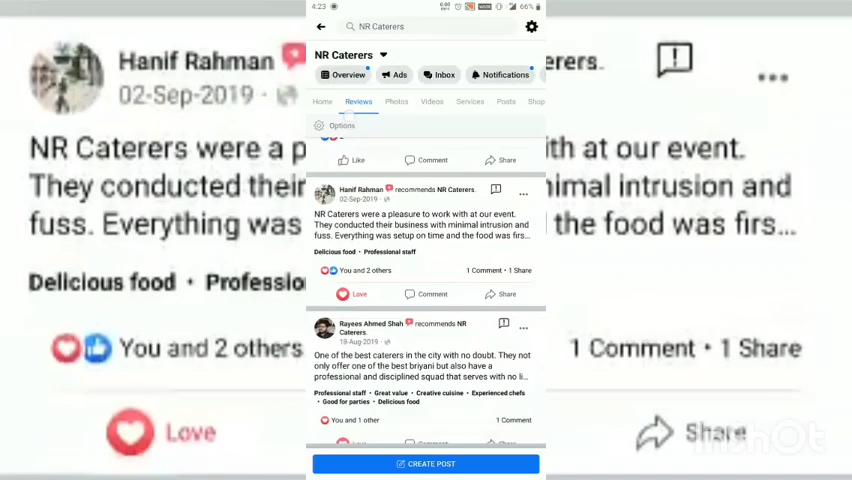 4:23
66%
NR Caterers
NR Caterers
Overview Ads Inbox Notifications
Home Reviews Photos Videos Services Posts Shop
Options
Like Comment Share
Hanif Rahman recommends NR Caterers.
02-Sep-2019
NR Caterers were a pleasure to work with at our event.
They conducted their business with minimal intrusion and
fuss. Everything was setup on time and the food was firs...
Delicious food • Professional staff
You and 2 others 1 Comment • 1 Share
Love Comment Share
Rayees Ahmed Shah recommends NR
Caterers.
18-Aug-2019
One of the best caterers in the city with no doubt. They not
only offer one of the best briyani but also have a
professional and disciplined squad that serves with no li...
Professional staff • Great value • Creative cuisine • Experienced chefs
• Good for parties • Delicious food
You and 1 other 1 Comment
CREATE POST
Hanif Rahman
erers.
02-Sep-2019
NR Caterers were a p
ith at our event.
They conducted their
nimal intrusion and
fuss. Everything was
the food was firs...
Delicious food • Professio
You and 2 others
1 Comment • 1 Share
Love
Share